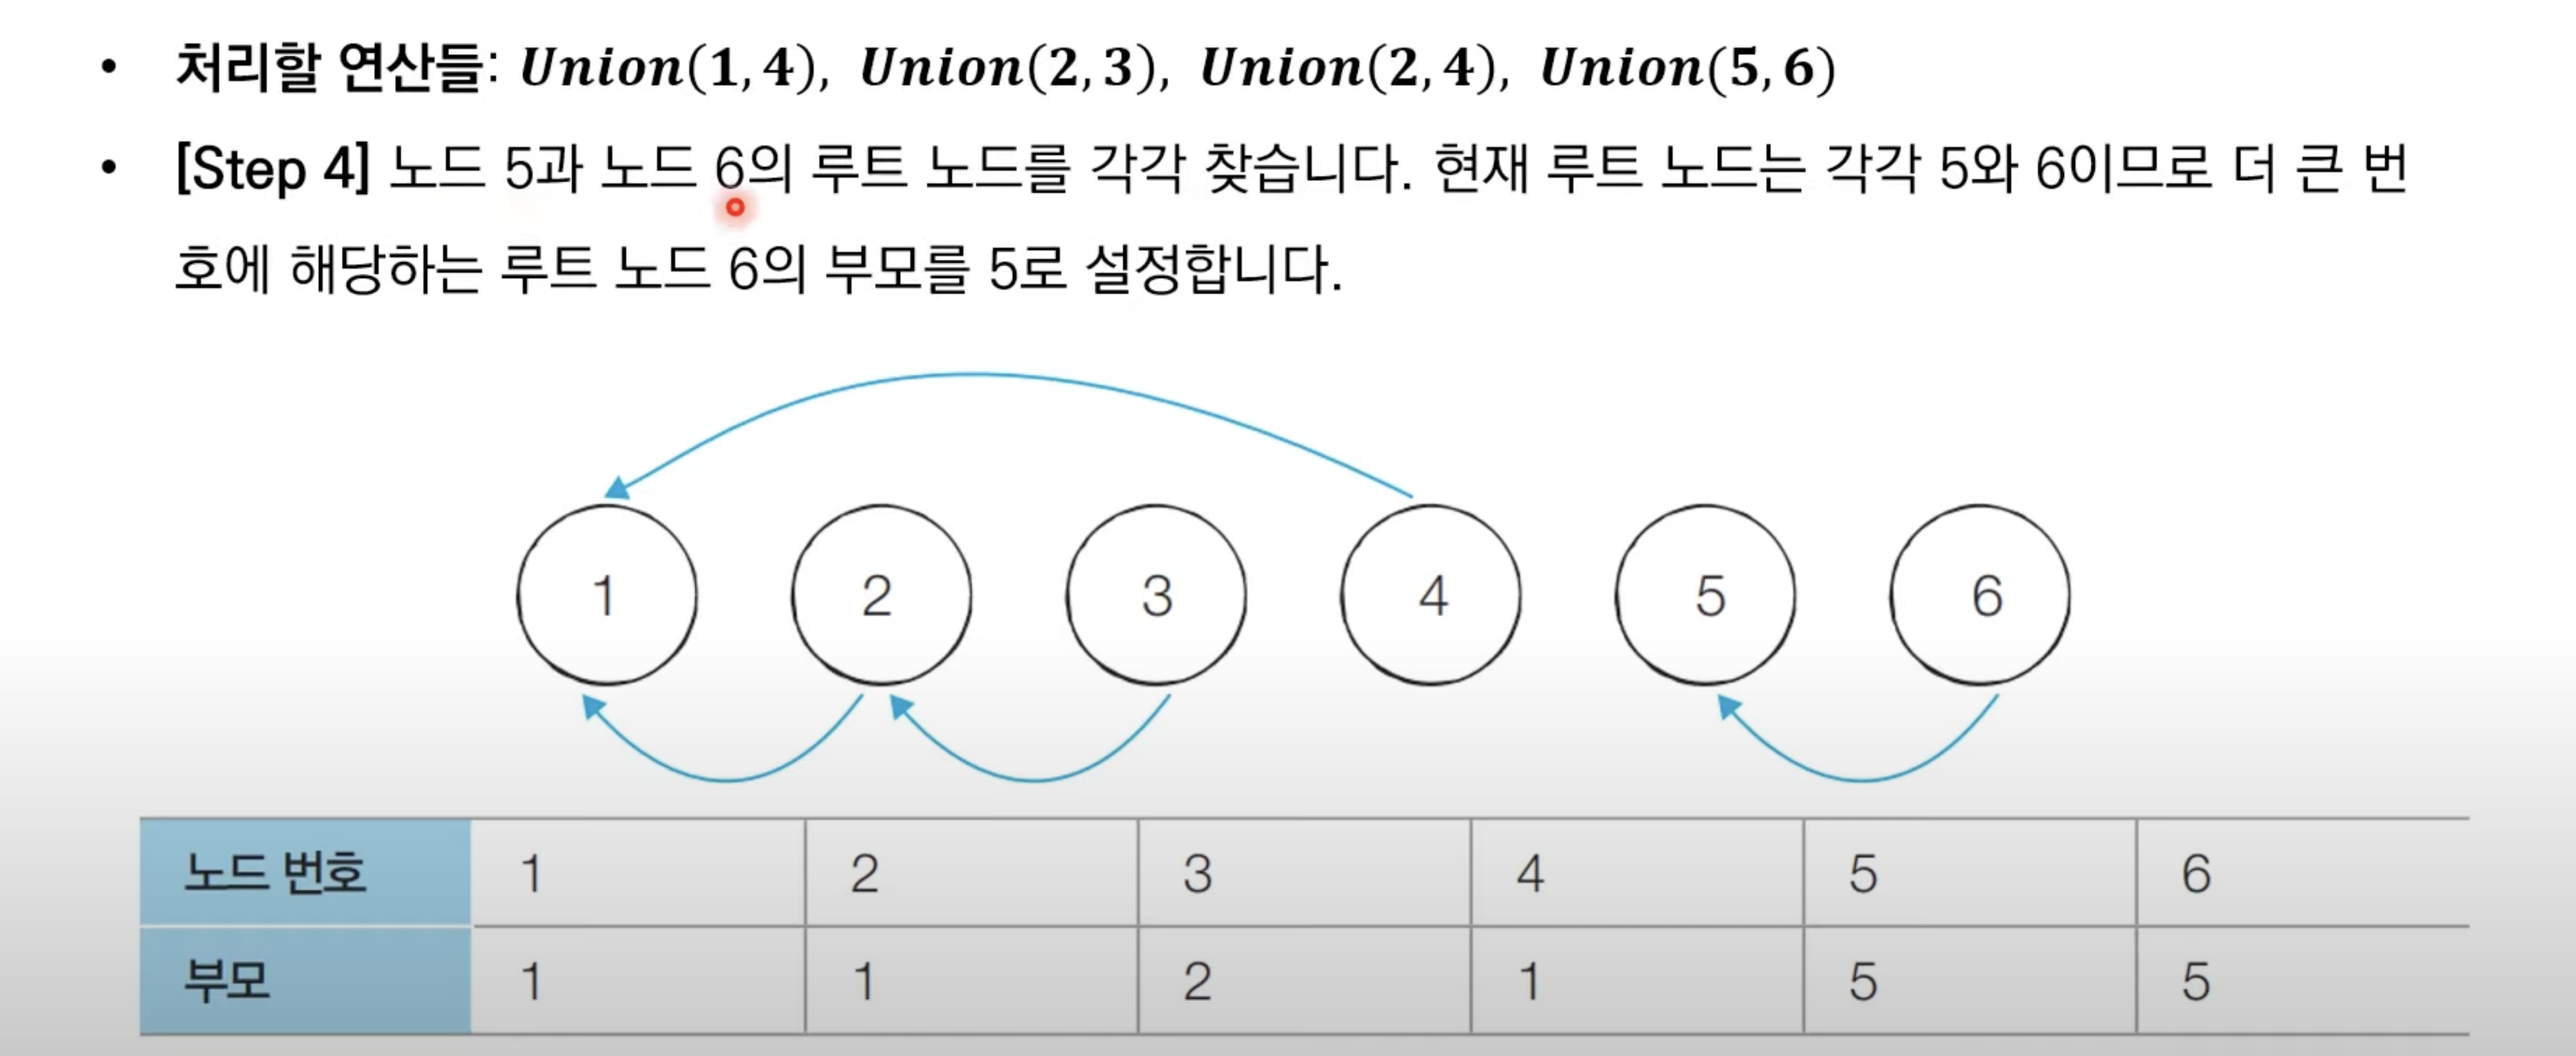 • 처리할 연산들: Union(1, 4), Union(2, 3), Union(2, 4), Union(5, 6)
• [Step 4] 노드 5과 노드 6의 루트 노드를 각각 찾습니다. 현재 루트 노드는 각각 5와 6이므로 더 큰 번
호에 해당하는 루트 노드 6의 부모를 5로 설정합니다.
1 2 3 4 5 6
노드 번호 1 2 3 4 5 6
부모 1 1 2 1 5 5